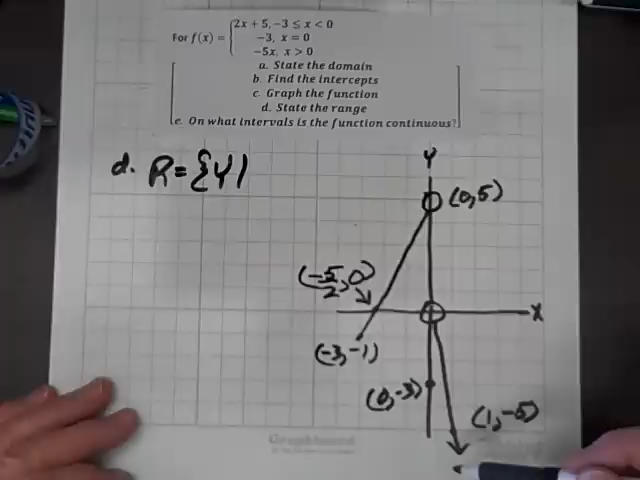 For f(x) = { 2x + 5, −3 ≤ x < 0
−3, x = 0
−5x, x > 0
a. State the domain
b. Find the intercepts
c. Graph the function
d. State the range
e. On what intervals is the function continuous?
d. R = {Y|
Y
(0,5)
(-5/2, 0)
X
(-3,-1)
(0,-3)
(1,-5)